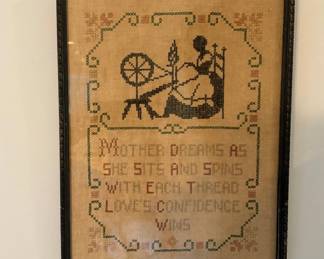 MOTHER DREAMS AS
SHE SITS AND SPINS
WITH EACH THREAD
LOVE'S CONFIDENCE
WINS